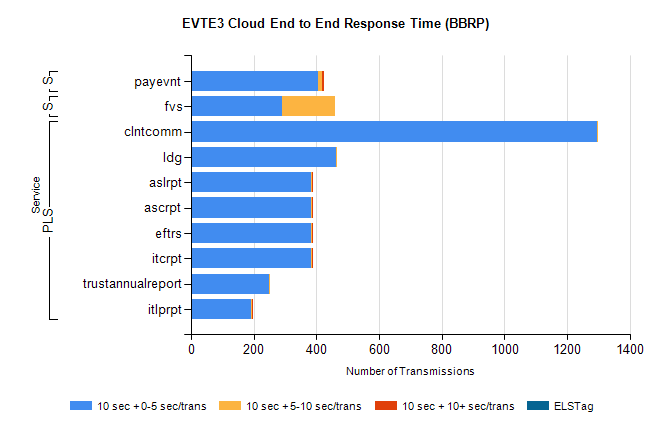 EVTE3 Cloud End to End Response Time (BBRP)
payevnt
fvs
clntcomm
ldg
aslrpt
ascrpt
eftrs
itcrpt
trustannualreport
itlprpt
Service
PLS
0 200 400 600 800 1000 1200 1400
Number of Transmissions
10 sec +0-5 sec/trans 10 sec +5-10 sec/trans 10 sec + 10+ sec/trans ELSTag